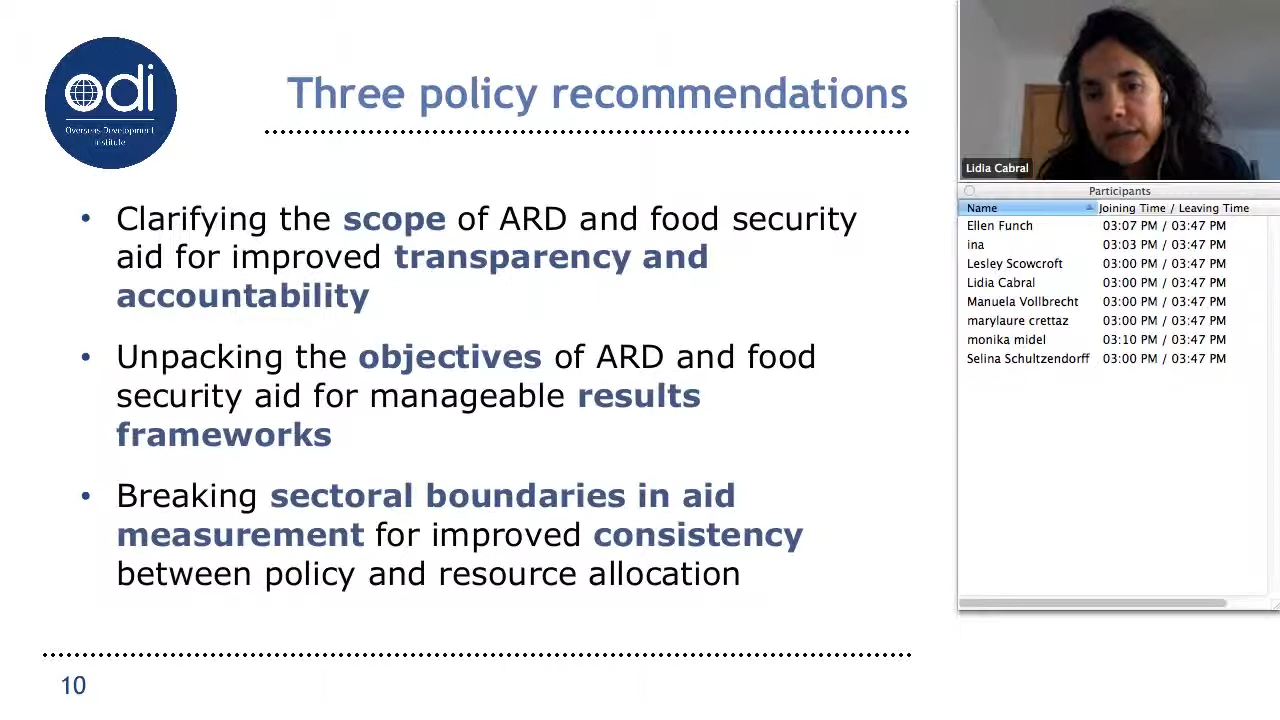 odi
Overseas Development
Institute
Three policy recommendations
• Clarifying the scope of ARD and food security
aid for improved transparency and
accountability
• Unpacking the objectives of ARD and food
security aid for manageable results
frameworks
• Breaking sectoral boundaries in aid
measurement for improved consistency
between policy and resource allocation
10
Lidia Cabral
Participants
Name Joining Time / Leaving Time
Ellen Funch 03:07 PM / 03:47 PM
ina 03:03 PM / 03:47 PM
Lesley Scowcroft 03:00 PM / 03:47 PM
Lidia Cabral 03:00 PM / 03:47 PM
Manuela Vollbrecht 03:00 PM / 03:47 PM
marylaure crettaz 03:00 PM / 03:47 PM
monika midel 03:10 PM / 03:47 PM
Selina Schultzendorff 03:00 PM / 03:47 PM